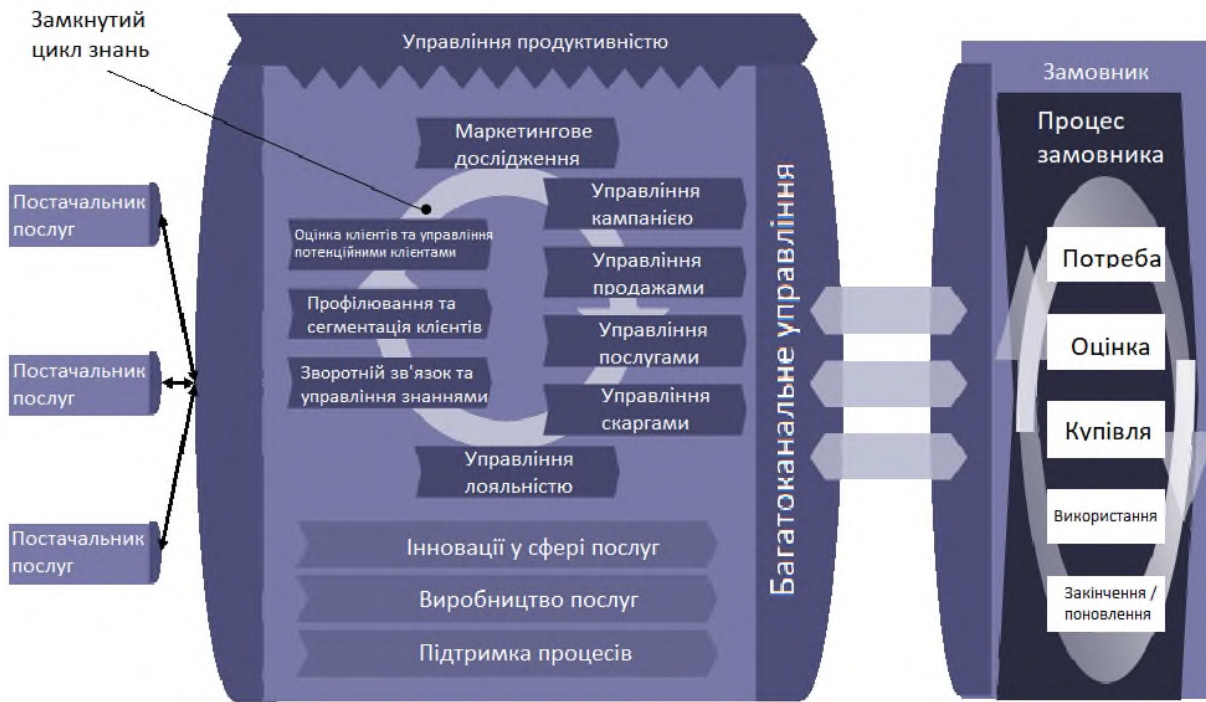 Замкнутий
цикл знань
Управління продуктивністю
Постачальник
послуг
Постачальник
послуг
Постачальник
послуг
Маркетингове
дослідження
Оцінка клієнтів та управління
потенційними клієнтами
Профілювання та
сегментація клієнтів
Зворотній зв'язок та
управління знаннями
Управління
кампанією
Управління
продажами
Управління
послугами
Управління
скаргами
Управління
лояльністю
Інновації у сфері послуг
Виробництво послуг
Підтримка процесів
Багатоканальне управління
Замовник
Процес
замовника
Потреба
Оцінка
Купівля
Використання
Закінчення /
поновлення